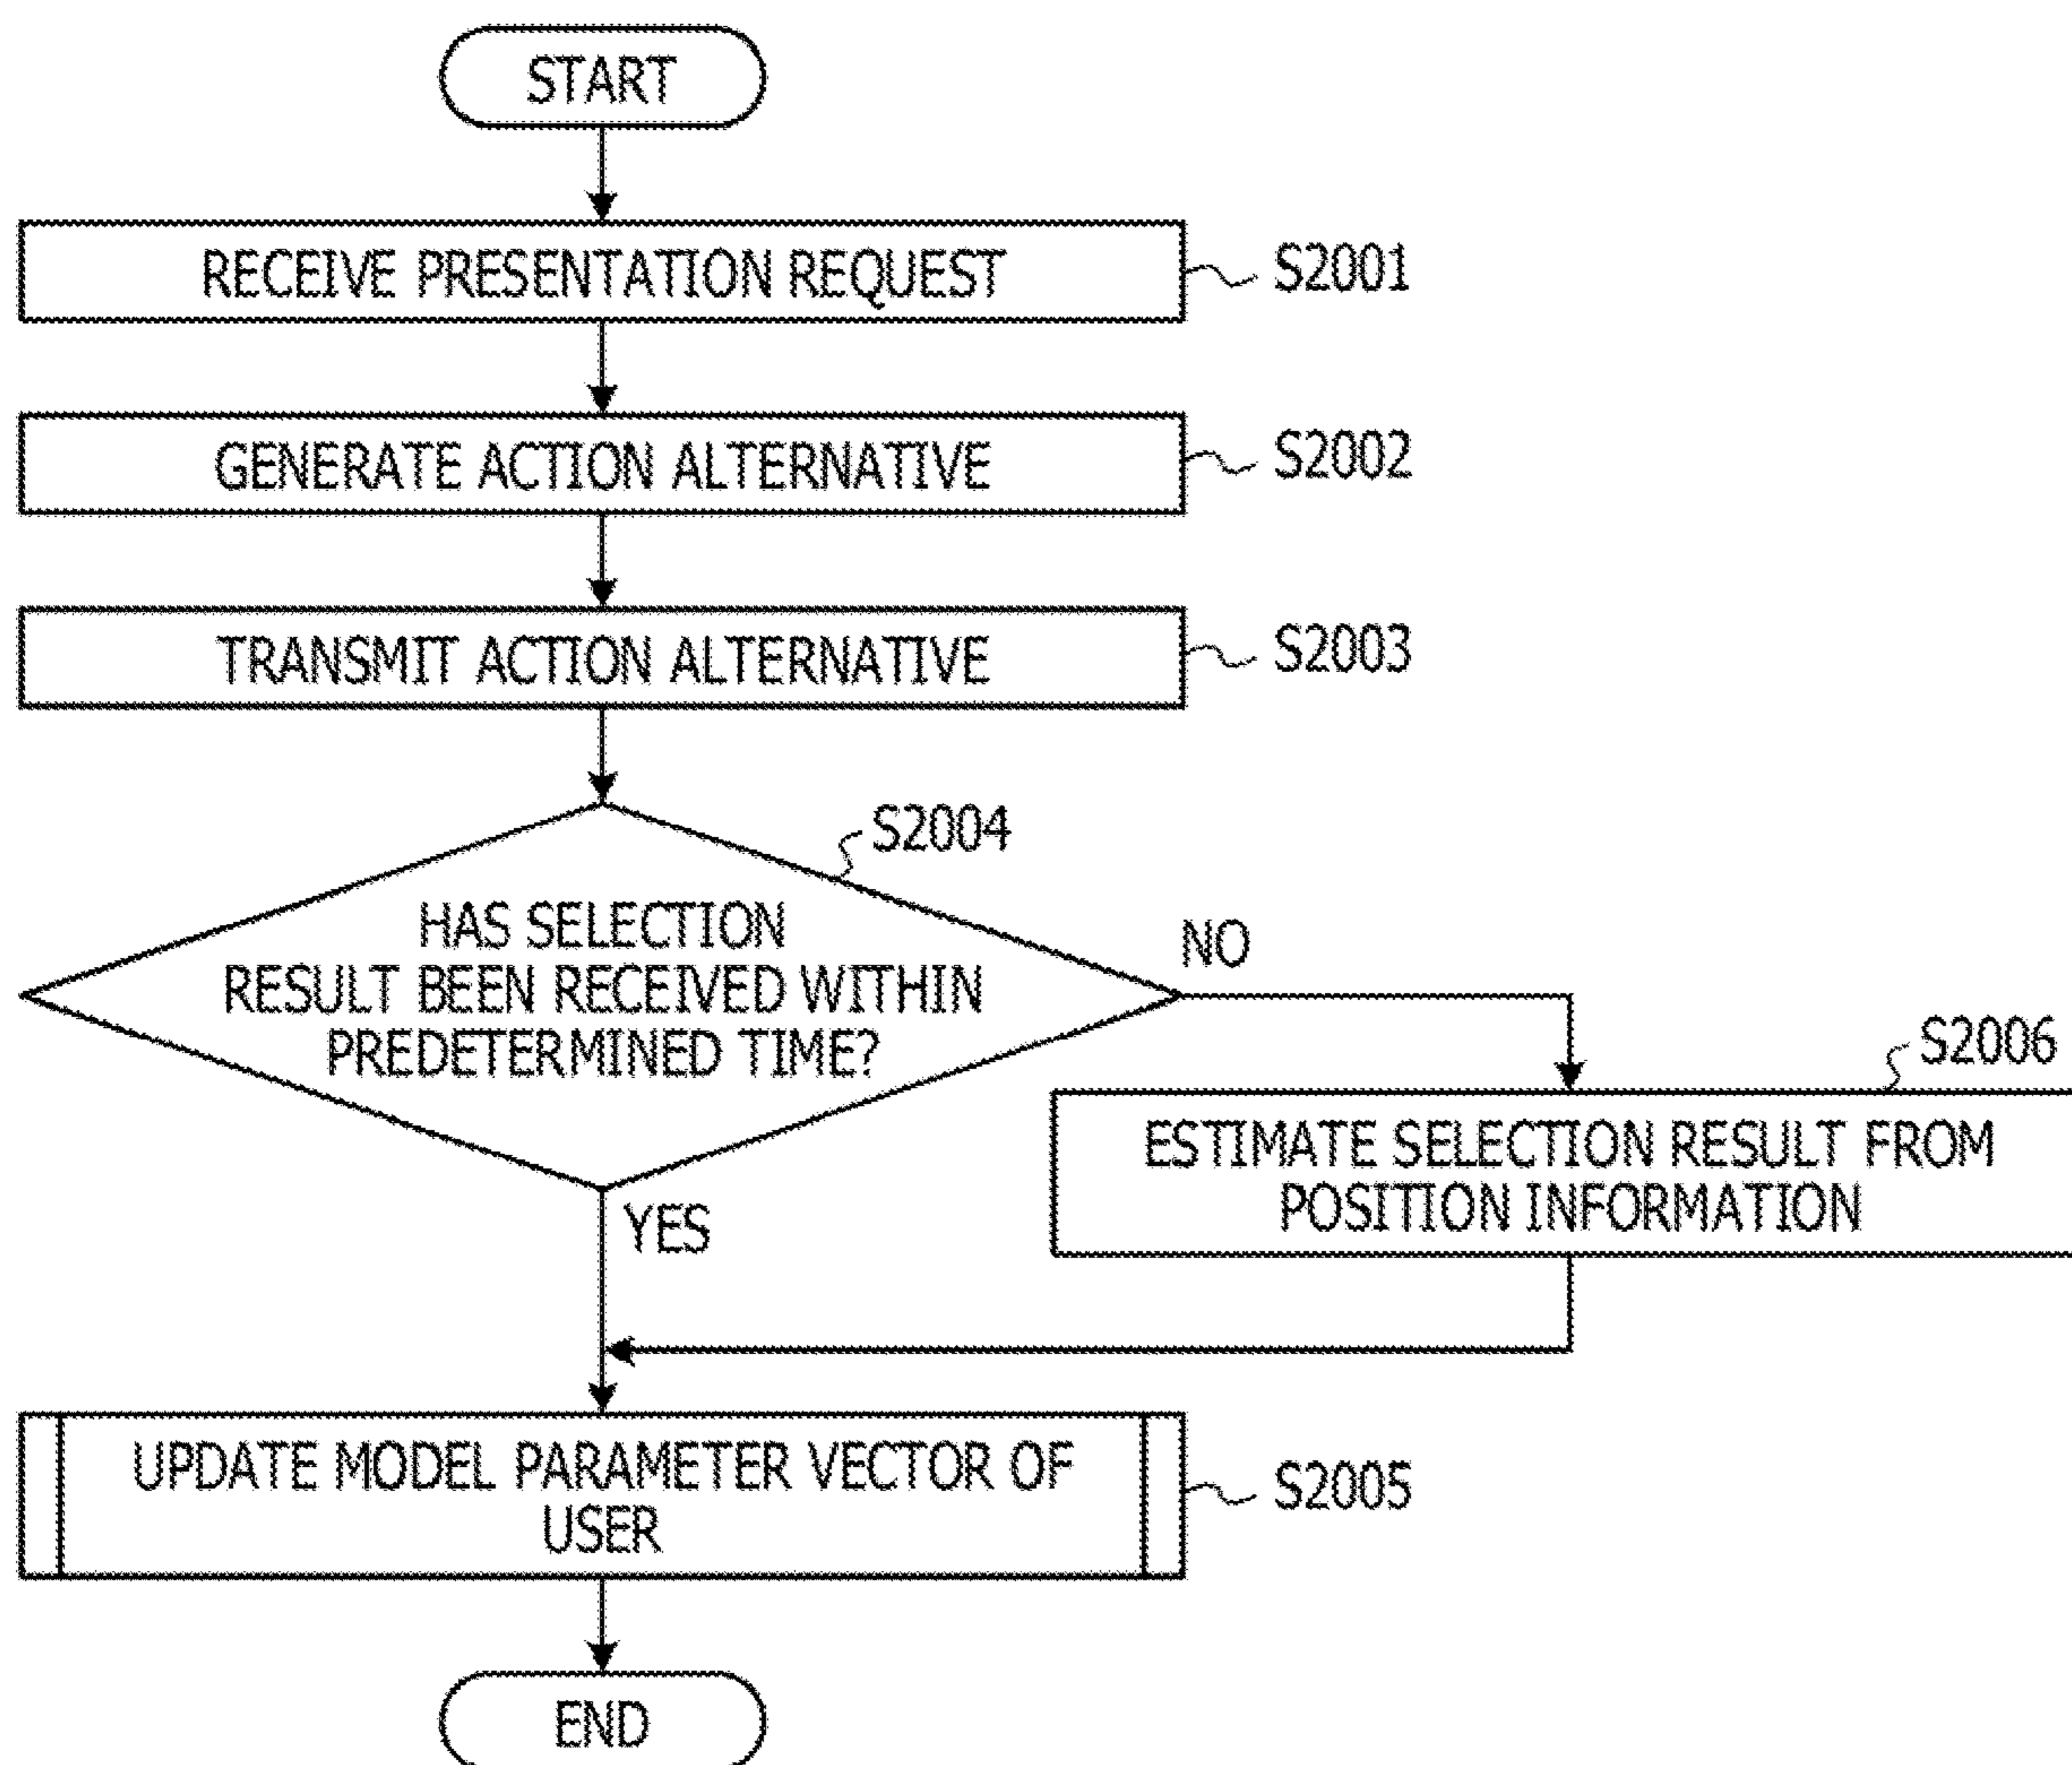 START
RECEIVE PRESENTATION REQUEST
S2001
GENERATE ACTION ALTERNATIVE
S2002
TRANSMIT ACTION ALTERNATIVE
S2003
S2004
HAS SELECTION
RESULT BEEN RECEIVED WITHIN
PREDETERMINED TIME?
NO
S2006
ESTIMATE SELECTION RESULT FROM
POSITION INFORMATION
YES
UPDATE MODEL PARAMETER VECTOR OF
USER
S2005
END